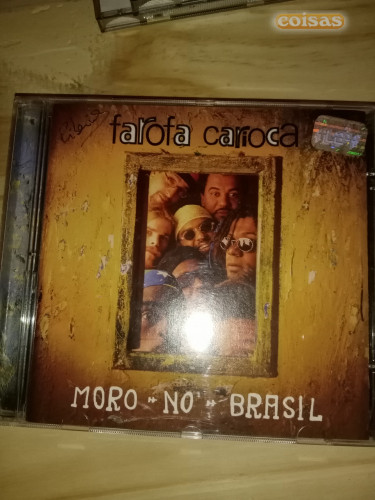 coisas
farofa carioca
MORO " NO " BRASIL